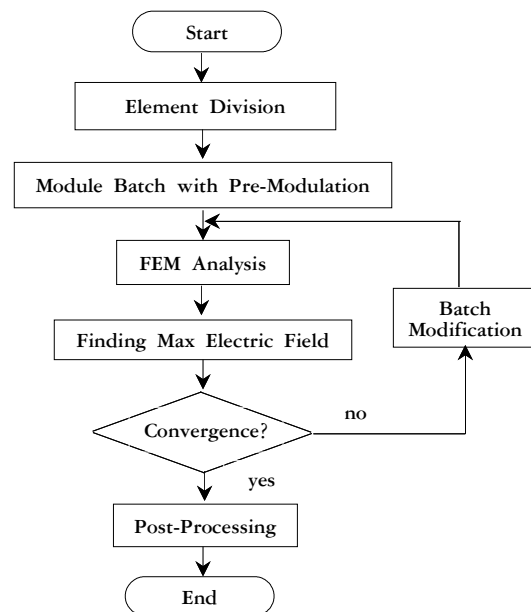 Start
Element Division
Module Batch with Pre-Modulation
FEM Analysis
Finding Max Electric Field
Batch
Modification
Convergence?
no
yes
Post-Processing
End